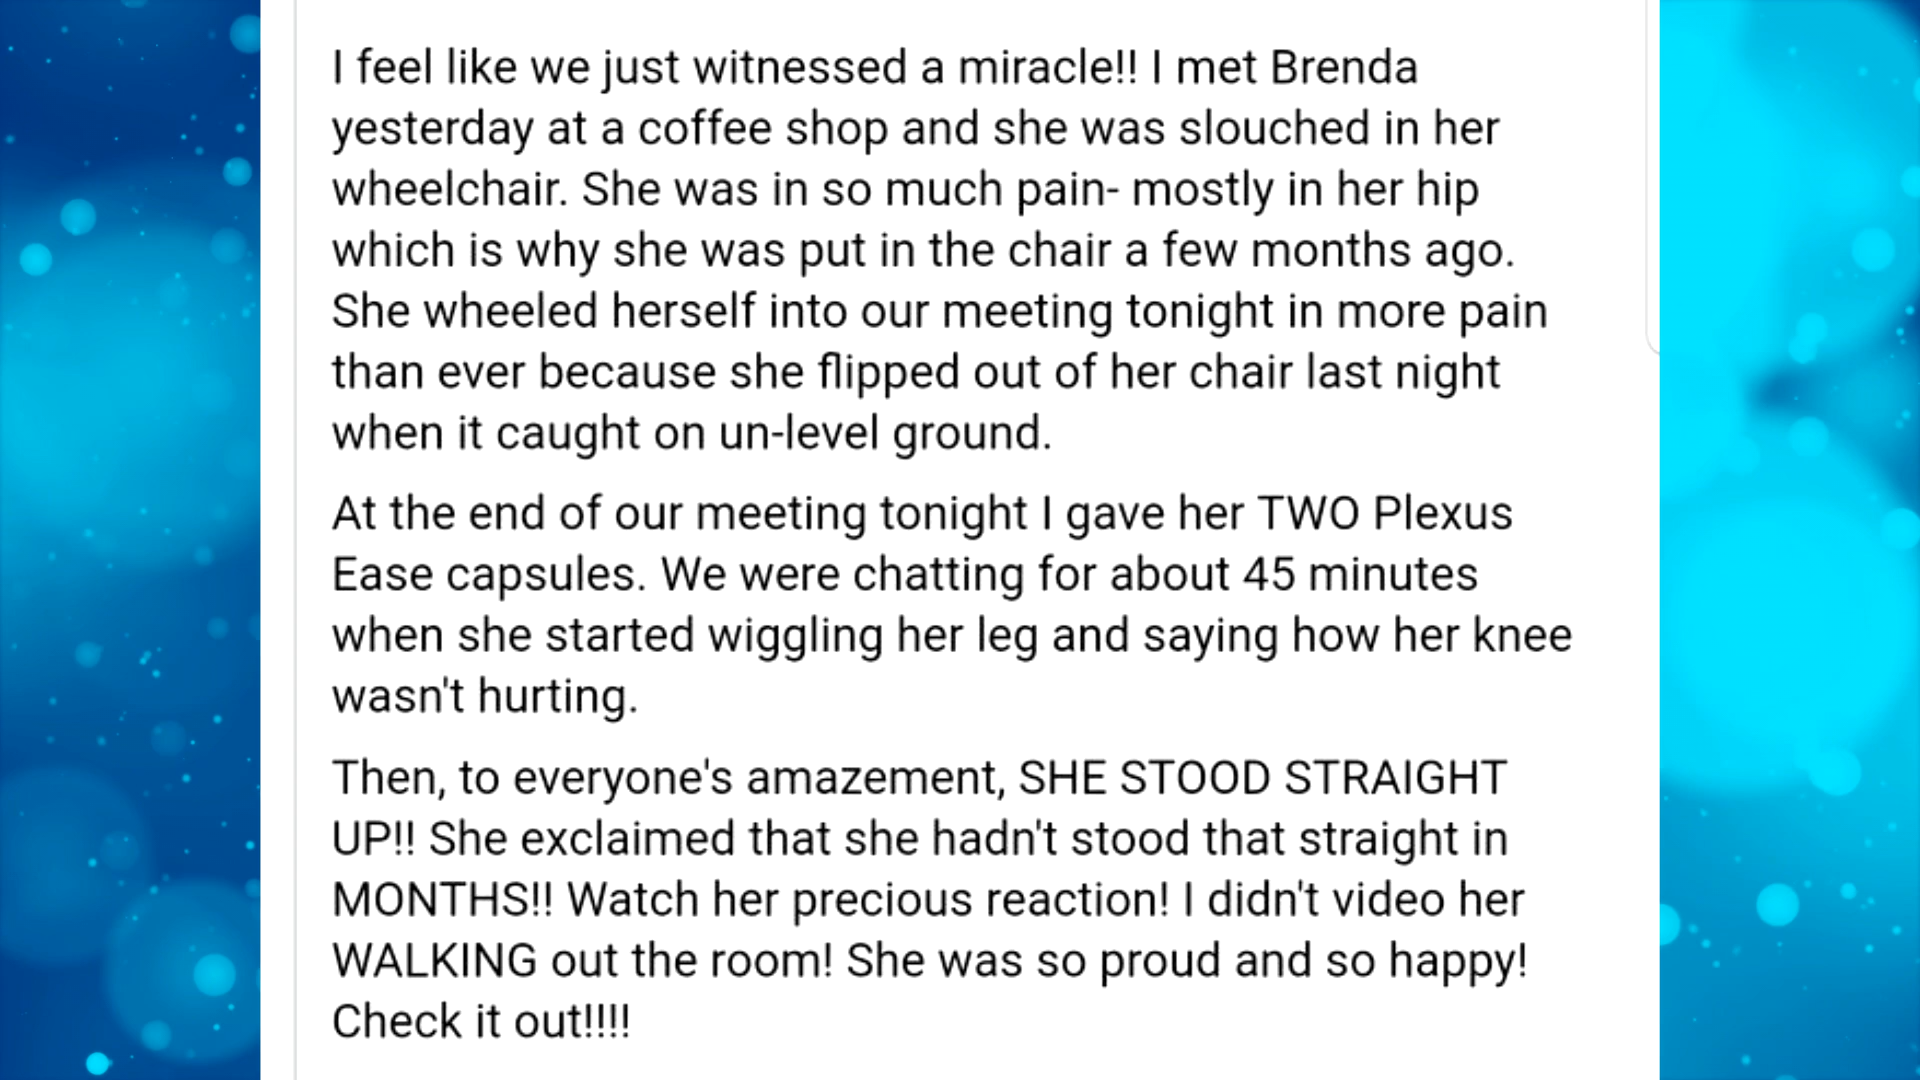 I feel like we just witnessed a miracle!! I met Brenda
yesterday at a coffee shop and she was slouched in her
wheelchair. She was in so much pain- mostly in her hip
which is why she was put in the chair a few months ago.
She wheeled herself into our meeting tonight in more pain
than ever because she flipped out of her chair last night
when it caught on un-level ground.
At the end of our meeting tonight I gave her TWO Plexus
Ease capsules. We were chatting for about 45 minutes
when she started wiggling her leg and saying how her knee
wasn't hurting.
Then, to everyone's amazement, SHE STOOD STRAIGHT
UP!! She exclaimed that she hadn't stood that straight in
MONTHS!! Watch her precious reaction! I didn't video her
WALKING out the room! She was so proud and so happy!
Check it out!!!!